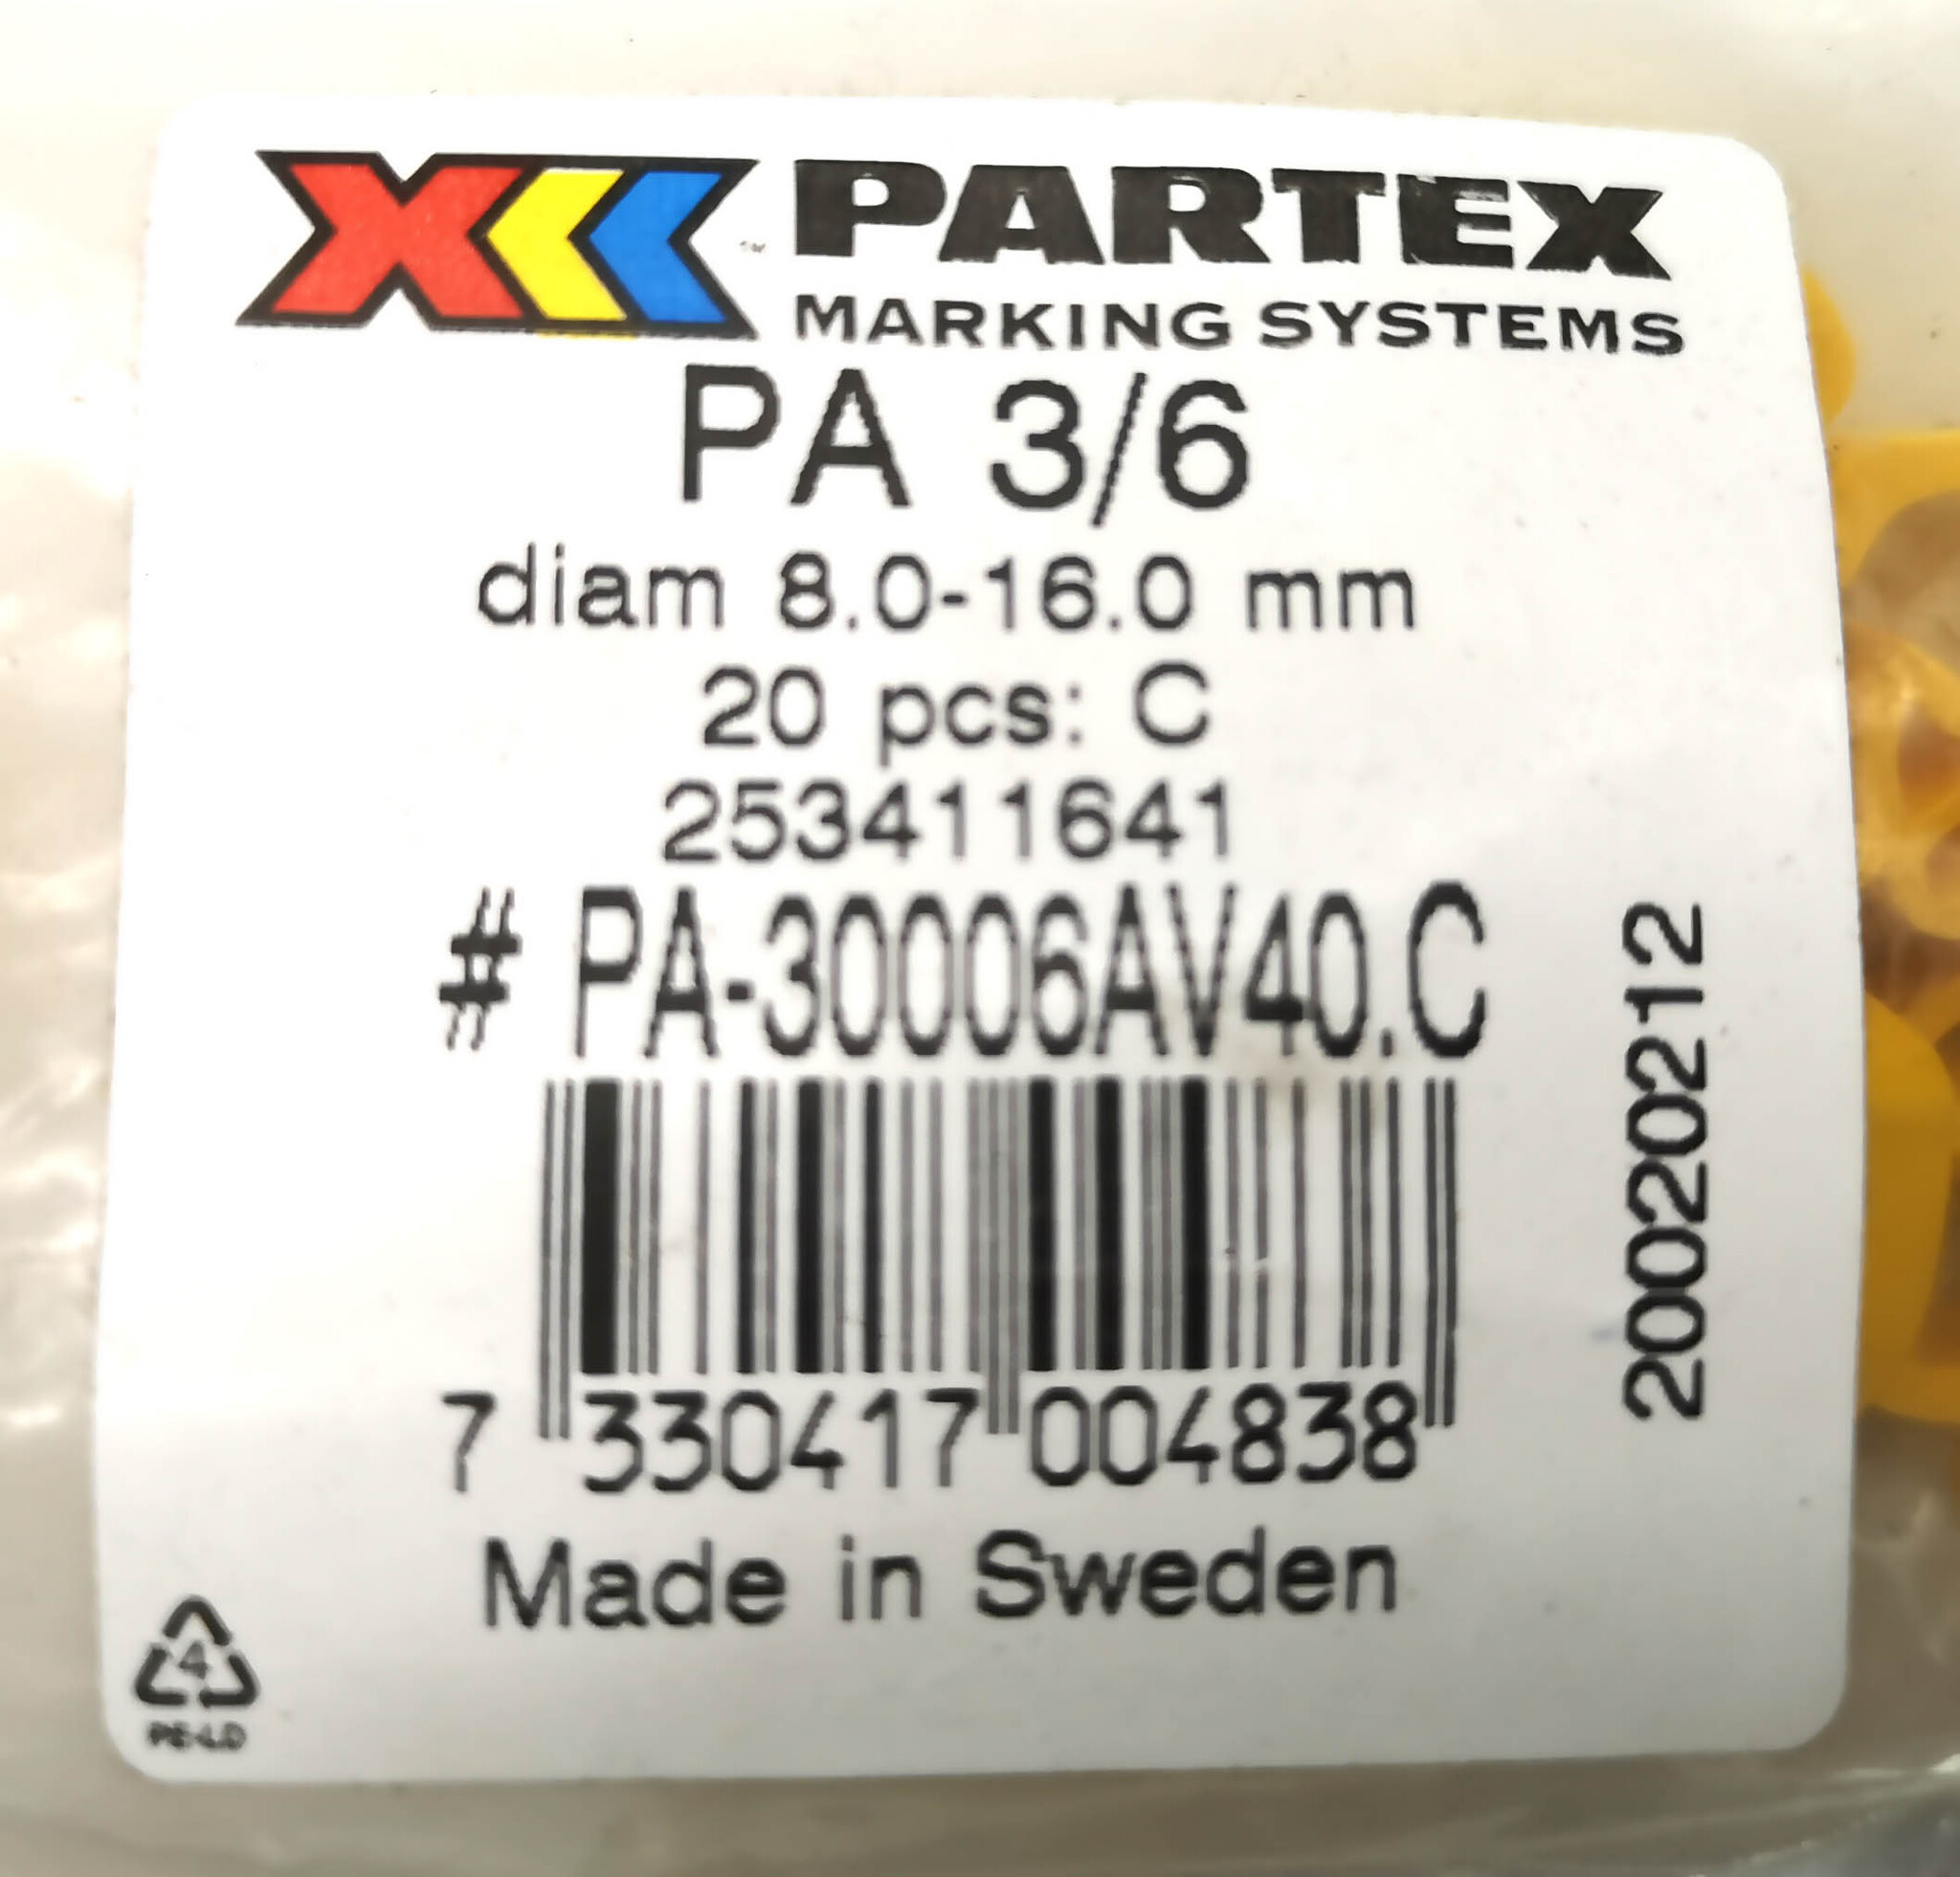 PARTEX
MARKING SYSTEMS
PA 3/6
diam 8.0-16.0 mm
20 pcs: C
253411641
# PA-30006AV40.C
7 330417 004838
Made in Sweden
200220212
4
PE-LD